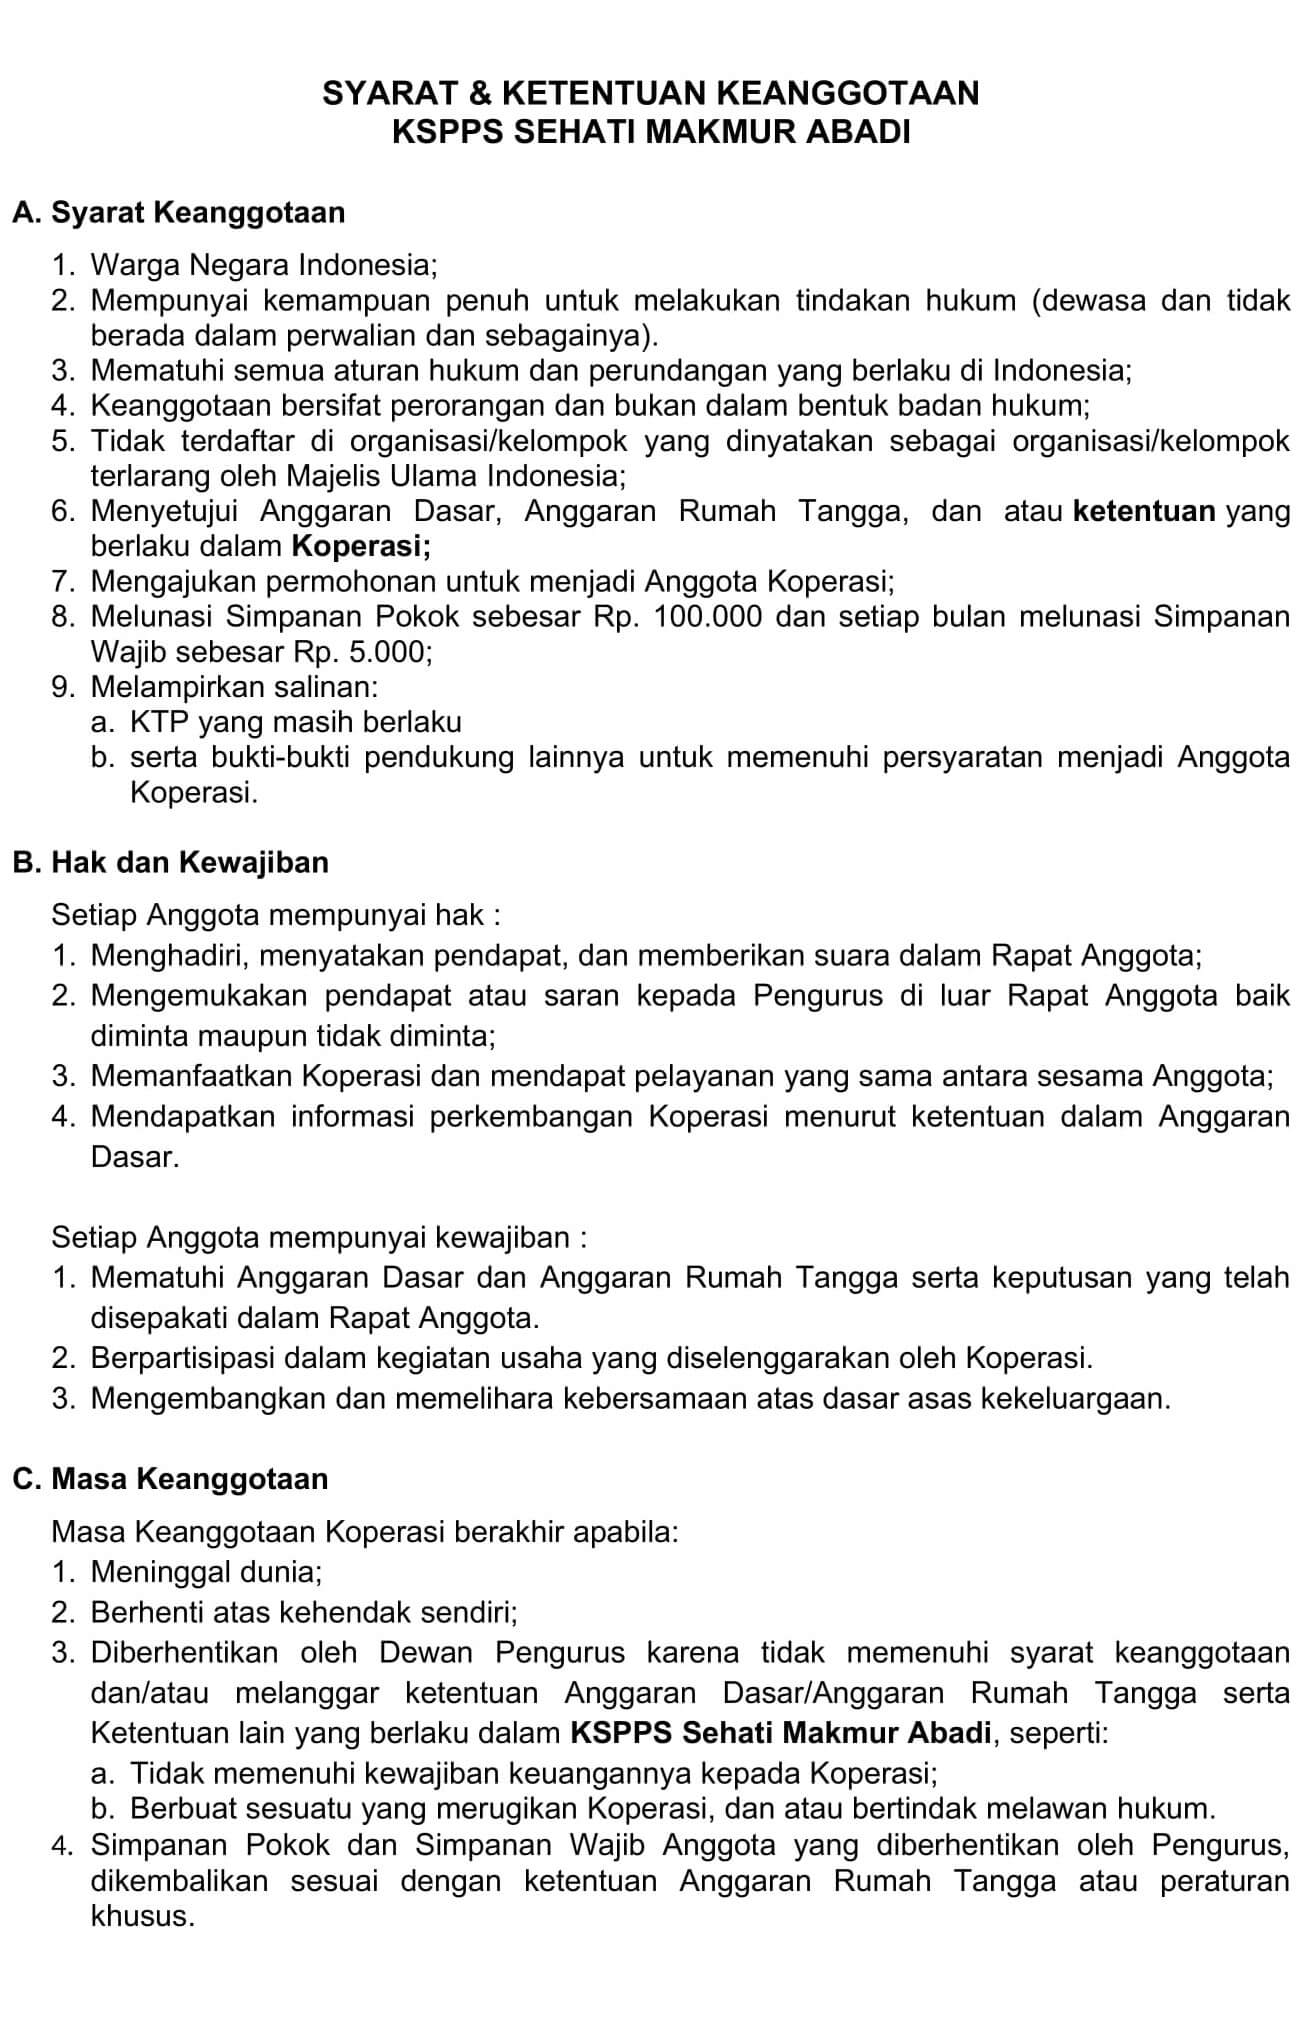 SYARAT & KETENTUAN KEANGGOTAAN
KSPPS SEHATI MAKMUR ABADI
A. Syarat Keanggotaan
1. Warga Negara Indonesia;
2. Mempunyai kemampuan penuh untuk melakukan tindakan hukum (dewasa dan tidak
berada dalam perwalian dan sebagainya).
3. Mematuhi semua aturan hukum dan perundangan yang berlaku di Indonesia;
4. Keanggotaan bersifat perorangan dan bukan dalam bentuk badan hukum;
5. Tidak terdaftar di organisasi/kelompok yang dinyatakan sebagai organisasi/kelompok
terlarang oleh Majelis Ulama Indonesia;
6. Menyetujui Anggaran Dasar, Anggaran Rumah Tangga, dan atau ketentuan yang
berlaku dalam Koperasi;
7. Mengajukan permohonan untuk menjadi Anggota Koperasi;
8. Melunasi Simpanan Pokok sebesar Rp. 100.000 dan setiap bulan melunasi Simpanan
Wajib sebesar Rp. 5.000;
9. Melampirkan salinan:
a. KTP yang masih berlaku
b. serta bukti-bukti pendukung lainnya untuk memenuhi persyaratan menjadi Anggota
Koperasi.
B. Hak dan Kewajiban
Setiap Anggota mempunyai hak :
1. Menghadiri, menyatakan pendapat, dan memberikan suara dalam Rapat Anggota;
2. Mengemukakan pendapat atau saran kepada Pengurus di luar Rapat Anggota baik
diminta maupun tidak diminta;
3. Memanfaatkan Koperasi dan mendapat pelayanan yang sama antara sesama Anggota;
4. Mendapatkan informasi perkembangan Koperasi menurut ketentuan dalam Anggaran
Dasar.
Setiap Anggota mempunyai kewajiban :
1. Mematuhi Anggaran Dasar dan Anggaran Rumah Tangga serta keputusan yang telah
disepakati dalam Rapat Anggota.
2. Berpartisipasi dalam kegiatan usaha yang diselenggarakan oleh Koperasi.
3. Mengembangkan dan memelihara kebersamaan atas dasar asas kekeluargaan.
C. Masa Keanggotaan
Masa Keanggotaan Koperasi berakhir apabila:
1. Meninggal dunia;
2. Berhenti atas kehendak sendiri;
3. Diberhentikan oleh Dewan Pengurus karena tidak memenuhi syarat keanggotaan
dan/atau melanggar ketentuan Anggaran Dasar/Anggaran Rumah Tangga serta
Ketentuan lain yang berlaku dalam KSPPS Sehati Makmur Abadi, seperti:
a. Tidak memenuhi kewajiban keuangannya kepada Koperasi;
b. Berbuat sesuatu yang merugikan Koperasi, dan atau bertindak melawan hukum.
4. Simpanan Pokok dan Simpanan Wajib Anggota yang diberhentikan oleh Pengurus,
dikembalikan sesuai dengan ketentuan Anggaran Rumah Tangga atau peraturan
khusus.